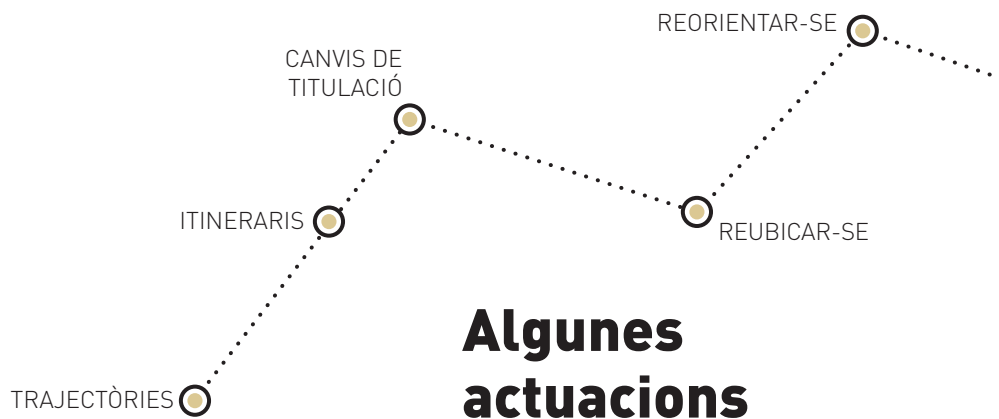 REORIENTAR-SE
CANVIS DE
TITULACIÓ
ITINERARIS
REUBICAR-SE
Algunes
actuacions
TRAJECTÒRIES